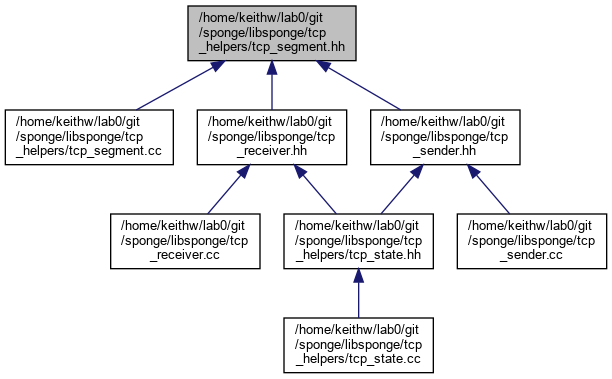 /home/keithw/lab0/git
/sponge/libsponge/tcp
_helpers/tcp_segment.hh
/home/keithw/lab0/git
/sponge/libsponge/tcp
_helpers/tcp_segment.cc
/home/keithw/lab0/git
/sponge/libsponge/tcp
_receiver.hh
/home/keithw/lab0/git
/sponge/libsponge/tcp
_sender.hh
/home/keithw/lab0/git
/sponge/libsponge/tcp
_receiver.cc
/home/keithw/lab0/git
/sponge/libsponge/tcp
_helpers/tcp_state.hh
/home/keithw/lab0/git
/sponge/libsponge/tcp
_sender.cc
/home/keithw/lab0/git
/sponge/libsponge/tcp
_helpers/tcp_state.cc